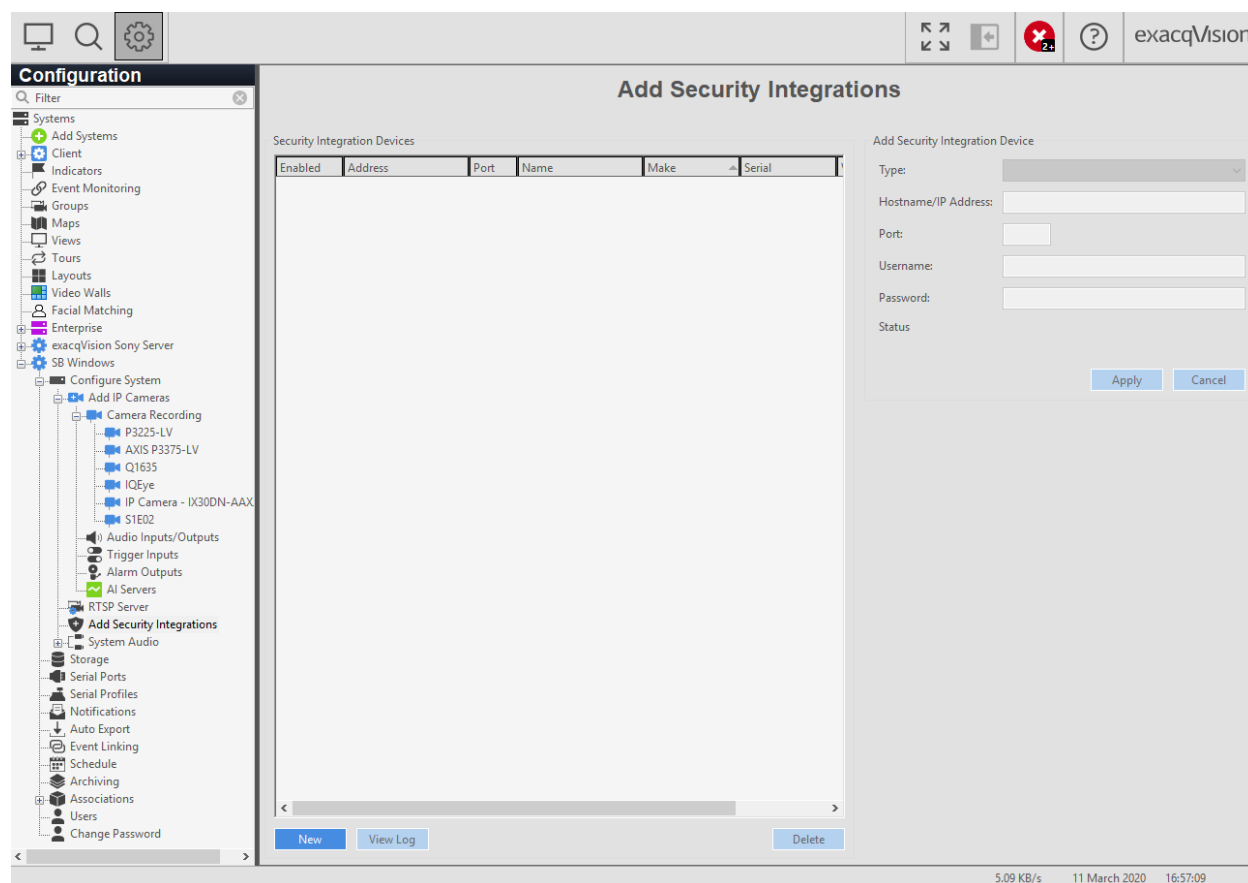 2+
?
exacqVision
Configuration
Filter
Systems
Add Systems
Client
Indicators
Event Monitoring
Groups
Maps
Views
Tours
Layouts
Video Walls
Facial Matching
Enterprise
exacqVision Sony Server
SB Windows
Configure System
Add IP Cameras
Camera Recording
P3225-LV
AXIS P3375-LV
Q1635
IQEye
IP Camera - IX30DN-AAX
S1E02
Audio Inputs/Outputs
Trigger Inputs
Alarm Outputs
AI Servers
RTSP Server
Add Security Integrations
System Audio
Storage
Serial Ports
Serial Profiles
Notifications
Auto Export
Event Linking
Schedule
Archiving
Associations
Users
Change Password
Add Security Integrations
Security Integration Devices
Enabled Address Port Name Make Serial
New View Log Delete
Add Security Integration Device
Type:
Hostname/IP Address:
Port:
Username:
Password:
Status
Apply Cancel
5.09 KB/s 11 March 2020 16:57:09